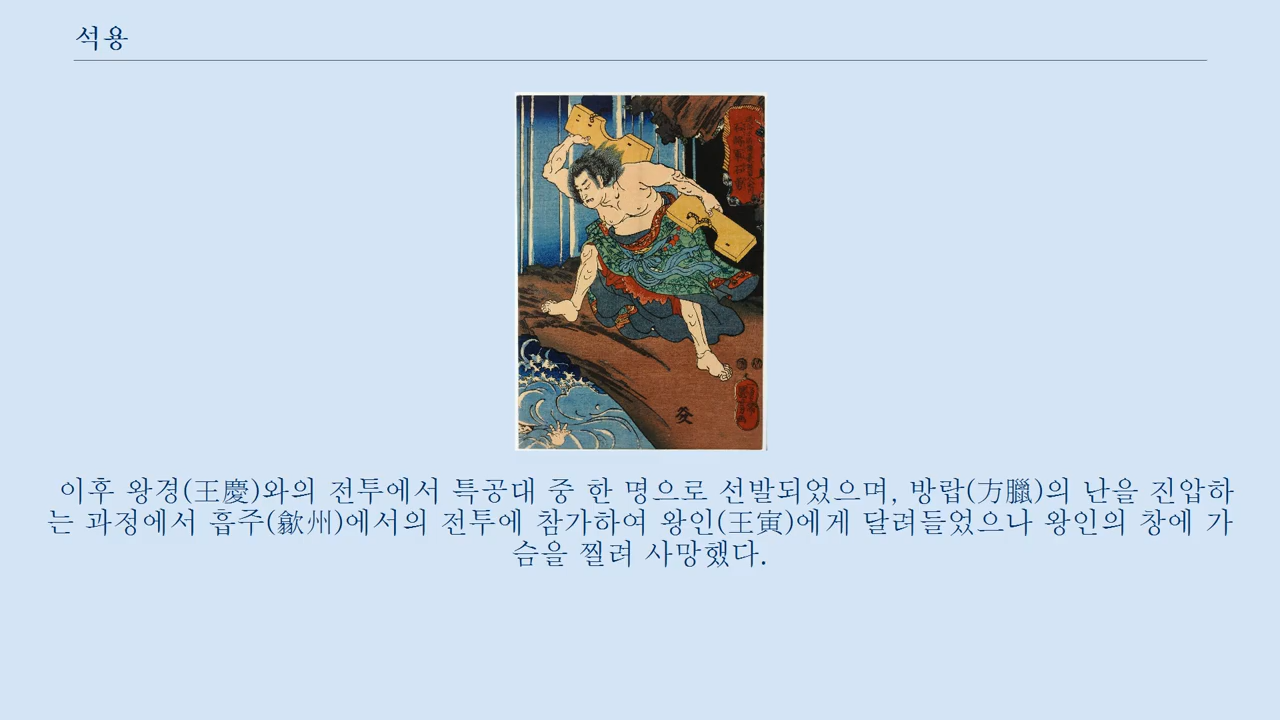 석용
發
이후 왕경(王慶)와의 전투에서 특공대 중 한 명으로 선발되었으며, 방랍(方臘)의 난을 진압하
는 과정에서 흡주(歙州)에서의 전투에 참가하여 왕인(王寅)에게 달려들었으나 왕인의 창에 가
슴을 찔려 사망했다.